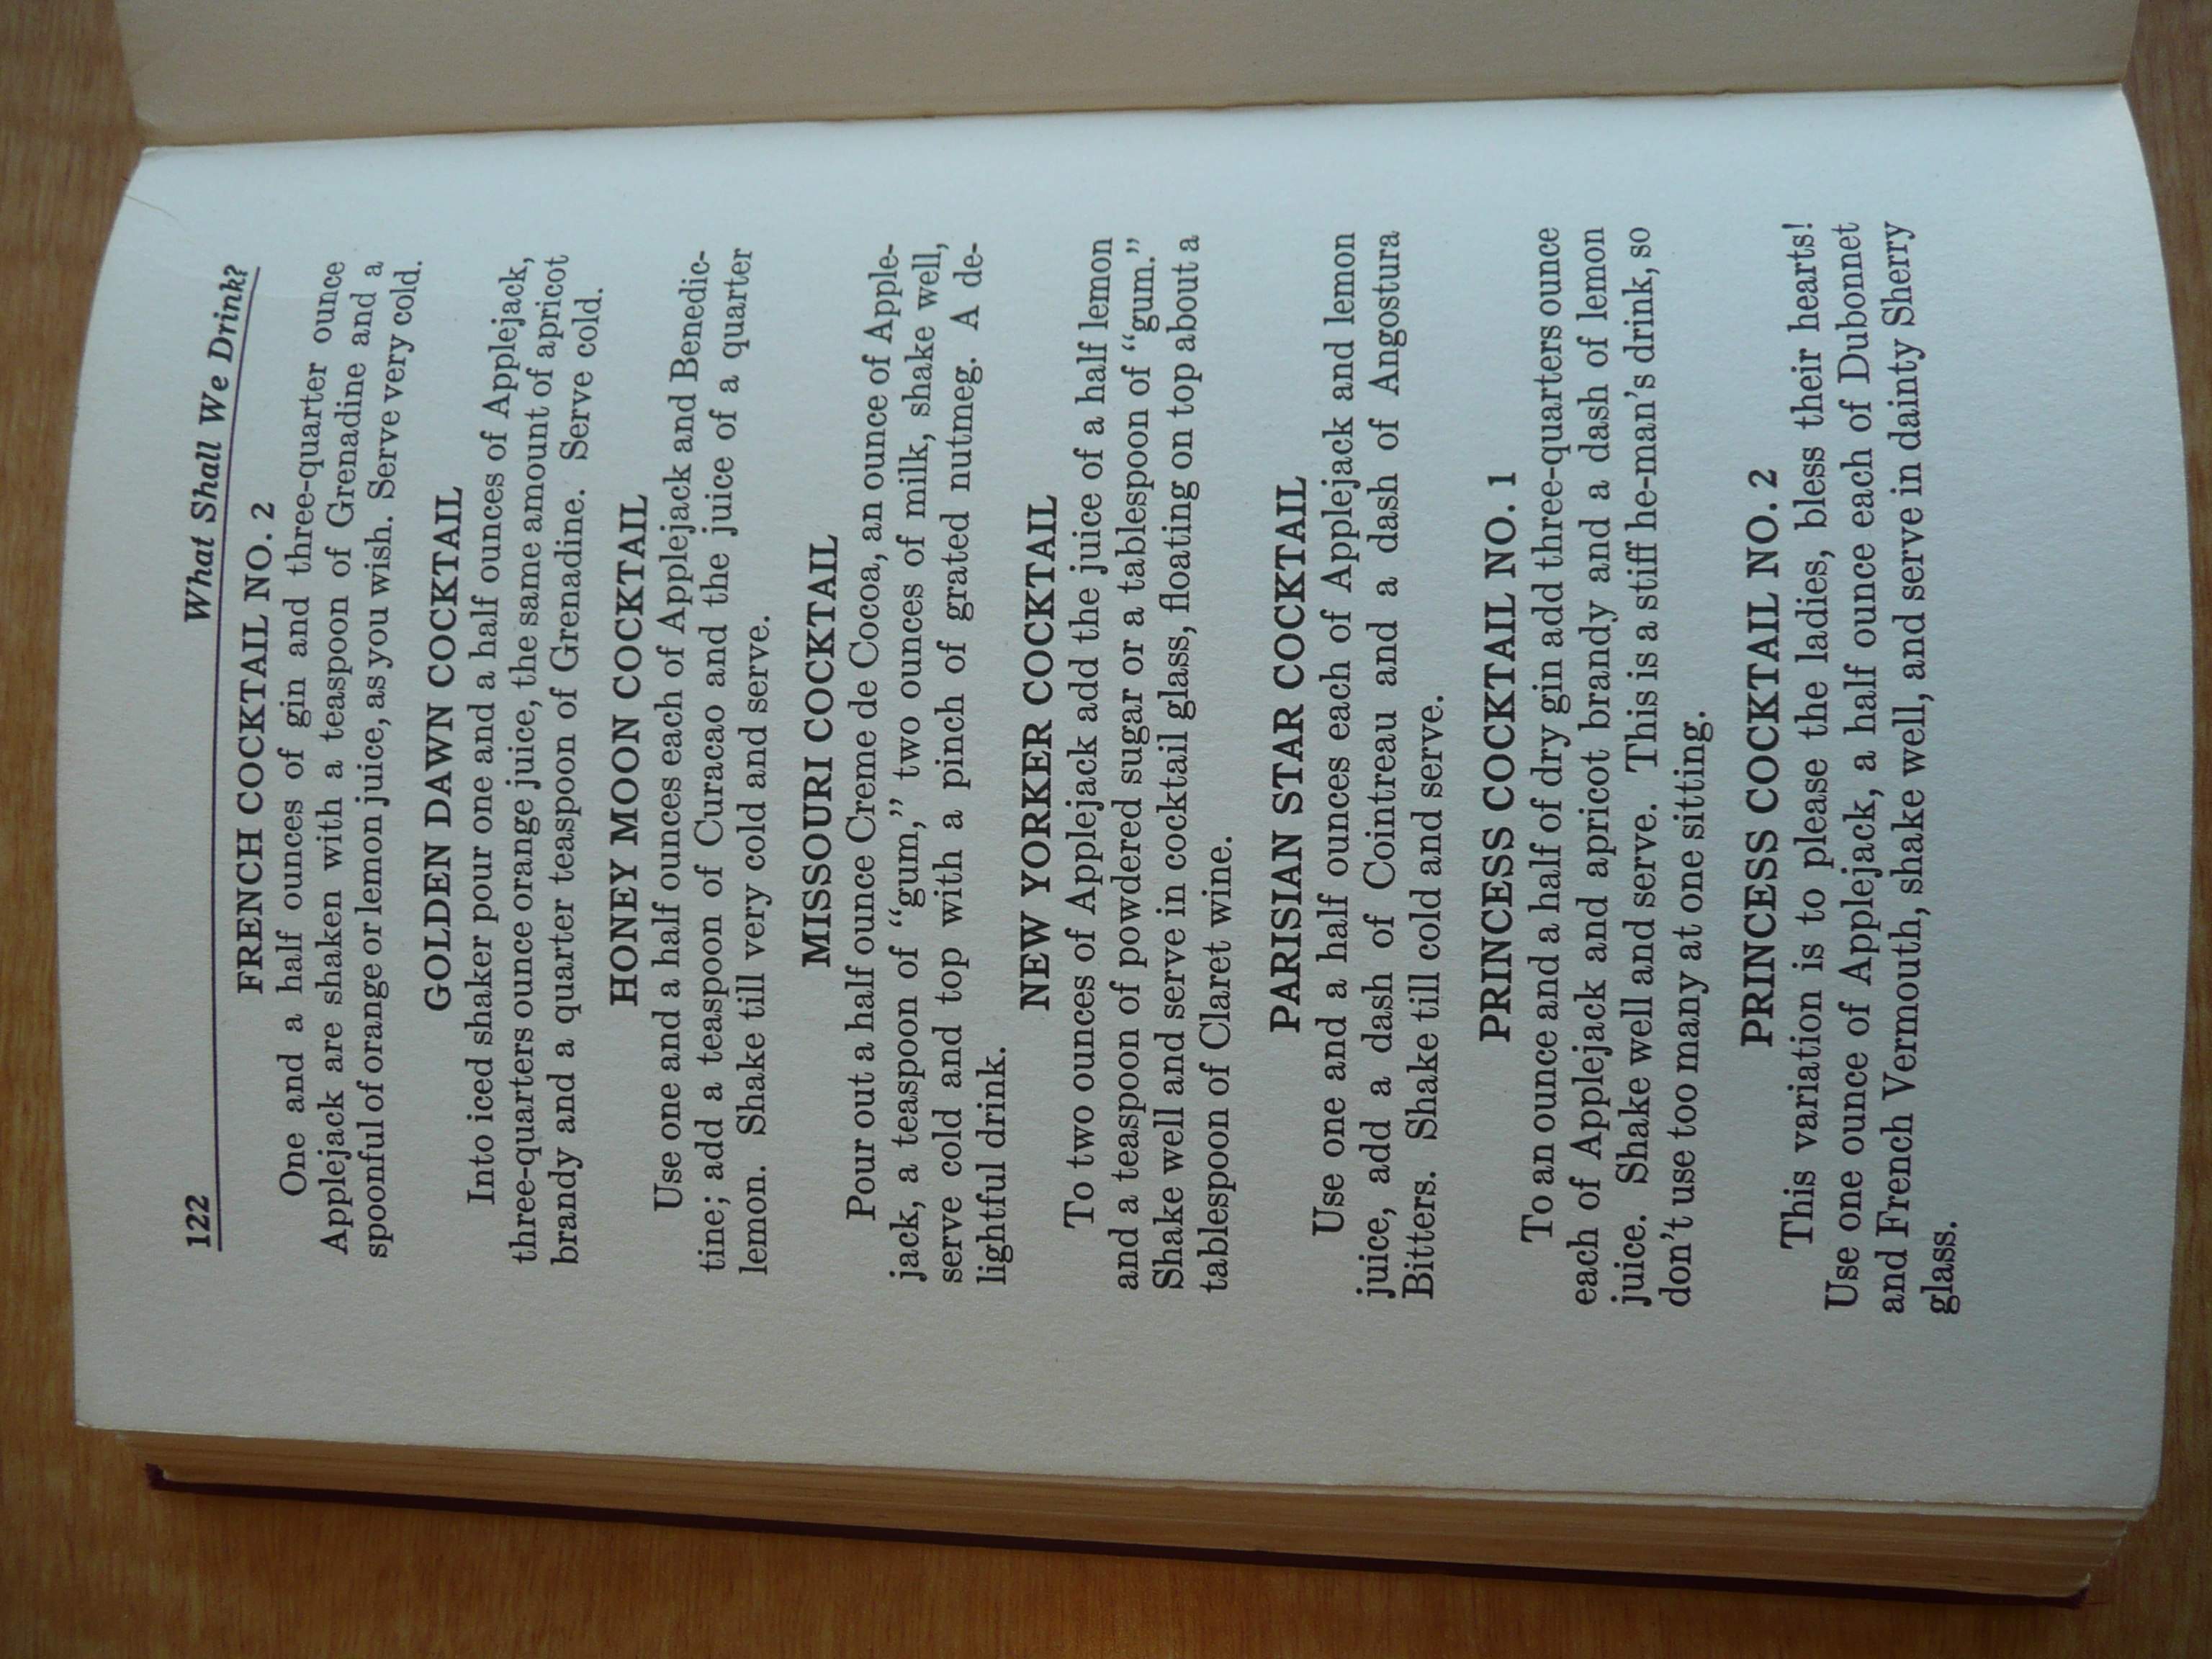 122 What Shall We Drink?
FRENCH COCKTAIL NO. 2
One and a half ounces of gin and three-quarter ounce
Applejack are shaken with a teaspoon of Grenadine and a
spoonful of orange or lemon juice, as you wish. Serve very cold.
GOLDEN DAWN COCKTAIL
Into iced shaker pour one and a half ounces of Applejack,
three-quarters ounce orange juice, the same amount of apricot
brandy and a quarter teaspoon of Grenadine. Serve cold.
HONEY MOON COCKTAIL
Use one and a half ounces each of Applejack and Benedic-
tine; add a teaspoon of Curacao and the juice of a quarter
lemon. Shake till very cold and serve.
MISSOURI COCKTAIL
Pour out a half ounce Creme de Cocoa, an ounce of Apple-
jack, a teaspoon of "gum," two ounces of milk, shake well,
serve cold and top with a pinch of grated nutmeg. A de-
lightful drink.
NEW YORKER COCKTAIL
To two ounces of Applejack add the juice of a half lemon
and a teaspoon of powdered sugar or a tablespoon of "gum."
Shake well and serve in cocktail glass, floating on top about a
tablespoon of Claret wine.
PARISIAN STAR COCKTAIL
Use one and a half ounces each of Applejack and lemon
juice, add a dash of Cointreau and a dash of Angostura
Bitters. Shake till cold and serve.
PRINCESS COCKTAIL NO. 1
To an ounce and a half of dry gin add three-quarters ounce
each of Applejack and apricot brandy and a dash of lemon
juice. Shake well and serve. This is a stiff he-man's drink, so
don't use too many at one sitting.
PRINCESS COCKTAIL NO. 2
This variation is to please the ladies, bless their hearts!
Use one ounce of Applejack, a half ounce each of Dubonnet
and French Vermouth, shake well, and serve in dainty Sherry
glass.